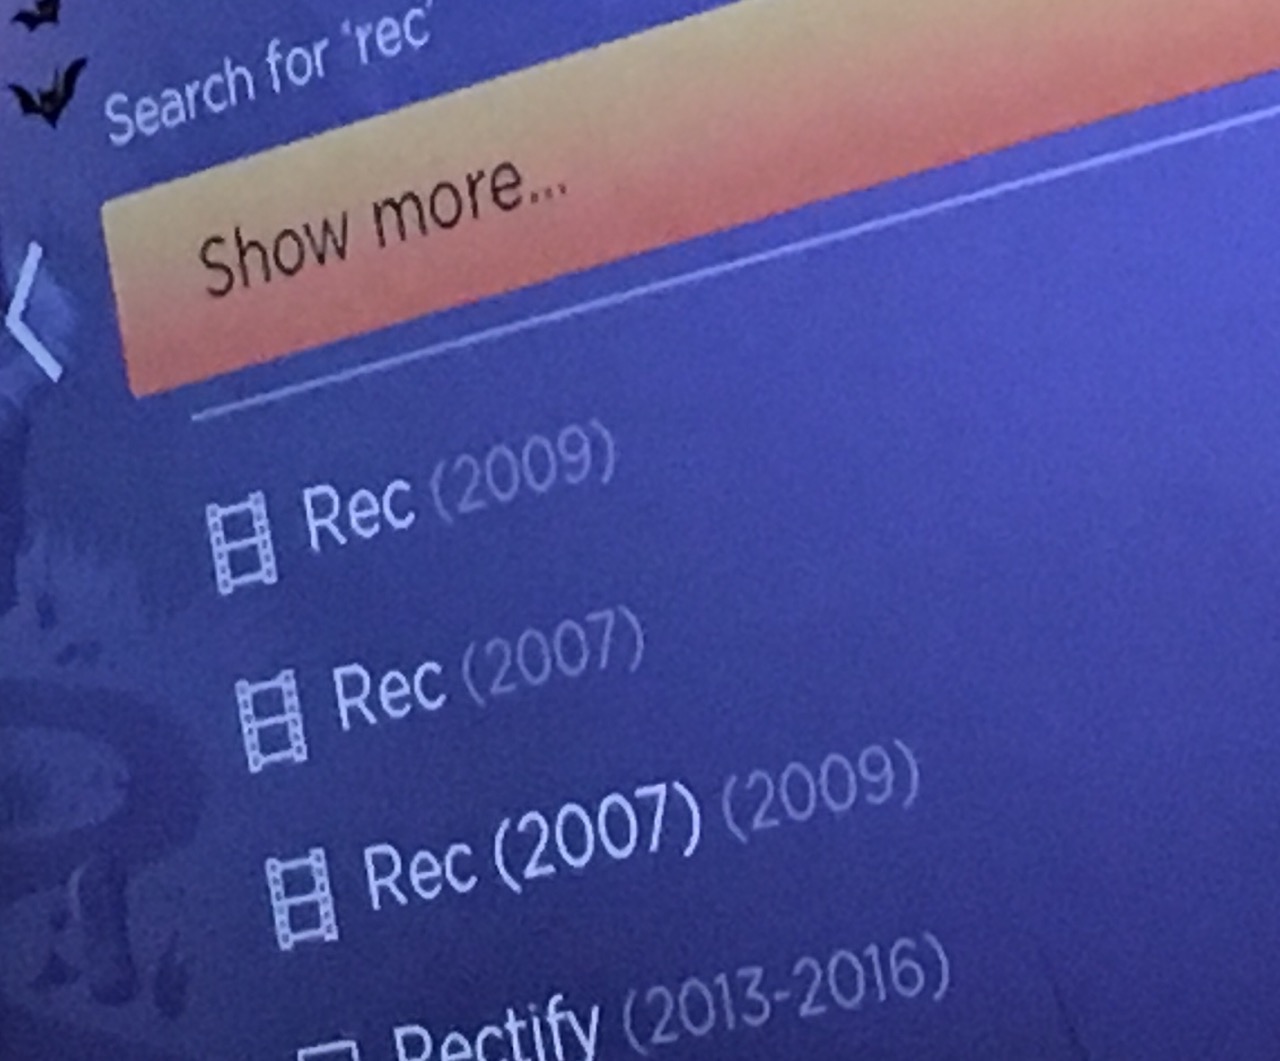 Search for 'rec'
Show more...
Rec (2009)
Rec (2007)
Rec (2007) (2009)
Rectify (2013-2016)